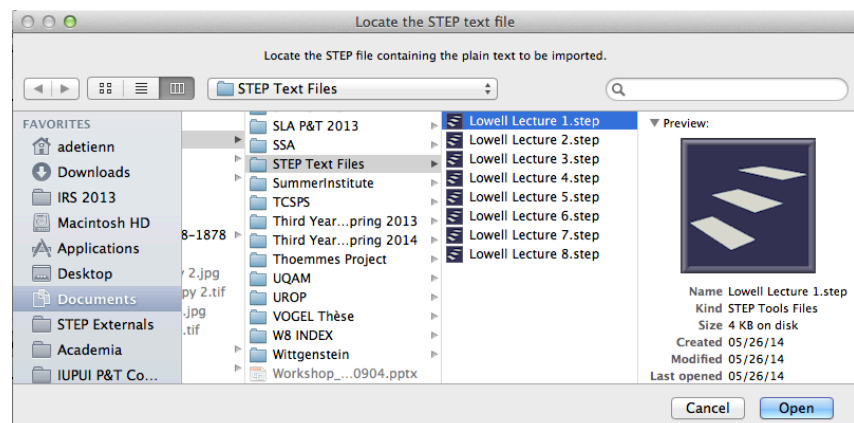 Locate the STEP text file
Locate the STEP file containing the plain text to be imported.
STEP Text Files
FAVORITES
adetienn
Downloads
IRS 2013
Macintosh HD
Applications
Desktop
Documents
STEP Externals
Academia
IUPUI P&T Co...
8-1878
y 2.jpg
py 2.tif
.jpg
.tif
SLA P&T 2013
SSA
STEP Text Files
SummerInstitute
TCSPS
Third Year...pring 2013
Third Year...pring 2014
Thoemmes Project
UQAM
UROP
VOGEL Thèse
W8 INDEX
Wittgenstein
Workshop_...0904.pptx
Lowell Lecture 1.step
Lowell Lecture 2.step
Lowell Lecture 3.step
Lowell Lecture 4.step
Lowell Lecture 5.step
Lowell Lecture 6.step
Lowell Lecture 7.step
Lowell Lecture 8.step
Preview:
Name Lowell Lecture 1.step
Kind STEP Tools Files
Size 4 KB on disk
Created 05/26/14
Modified 05/26/14
Last opened 05/26/14
Cancel
Open